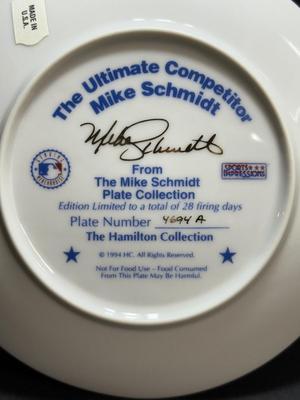 MADE IN
U.S.A.
The Ultimate Competitor
Mike Schmidt
Mike Schmidt
GENUINE
MERCHANDISE
SPORTS
IMPRESSIONS
From
The Mike Schmidt
Plate Collection
Edition Limited to a total of 28 firing days
Plate Number 4694 A
The Hamilton Collection
© 1994 HC. All Rights Reserved.
Not For Food Use – Food Consumed
From This Plate May Be Harmful.